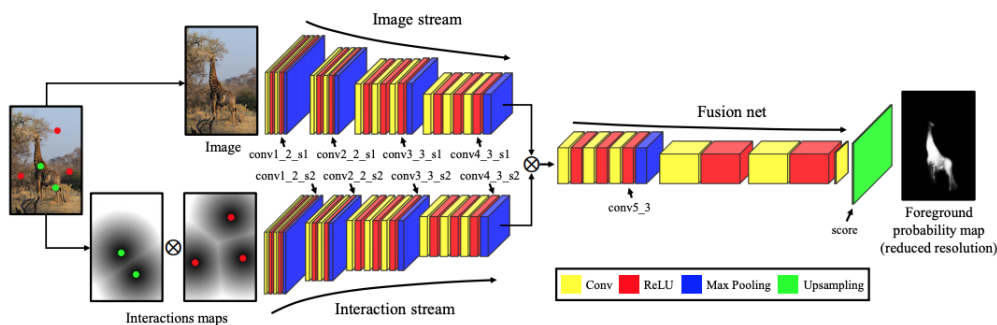 Image stream
Image
conv1_2_s1
conv2_2_s1
conv3_3_s1
conv4_3_s1
conv1_2_s2
conv2_2_s2
conv3_3_s2
conv4_3_s2
Interactions maps
Interaction stream
Fusion net
conv5_3
score
Foreground
probability map
(reduced resolution)
Conv
ReLU
Max Pooling
Upsampling